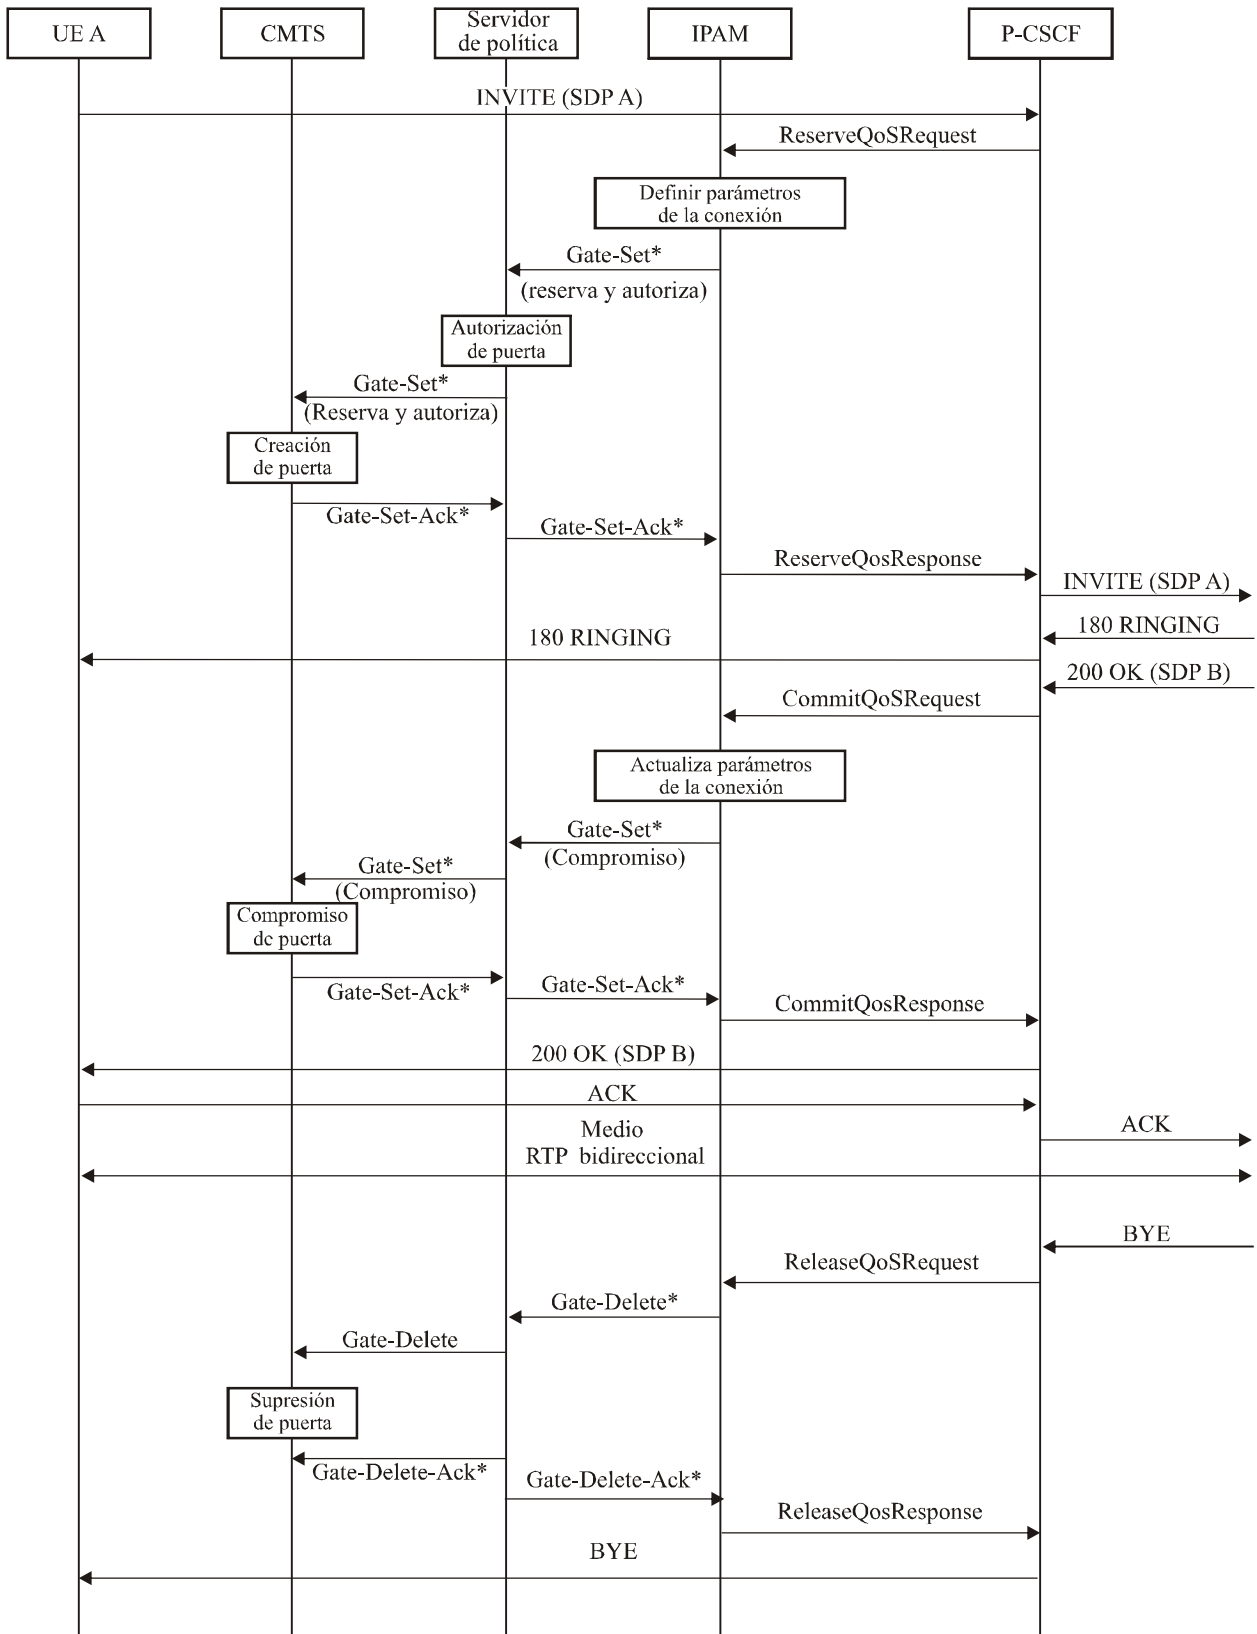 UE A
CMTS
Servidor
de política
IPAM
P-CSCF
INVITE (SDP A)
ReserveQoSRequest
Definir parámetros
de la conexión
Gate-Set*
(reserva y autoriza)
Autorización
de puerta
Gate-Set*
(Reserva y autoriza)
Creación
de puerta
Gate-Set-Ack*
Gate-Set-Ack*
ReserveQosResponse
INVITE (SDP A)
180 RINGING
180 RINGING
200 OK (SDP B)
CommitQoSRequest
Actualiza parámetros
de la conexión
Gate-Set*
(Compromiso)
Gate-Set*
(Compromiso)
Compromiso
de puerta
Gate-Set-Ack*
Gate-Set-Ack*
CommitQosResponse
200 OK (SDP B)
ACK
ACK
Medio
RTP bidireccional
BYE
ReleaseQoSRequest
Gate-Delete*
Gate-Delete
Supresión
de puerta
Gate-Delete-Ack*
Gate-Delete-Ack*
ReleaseQosResponse
BYE